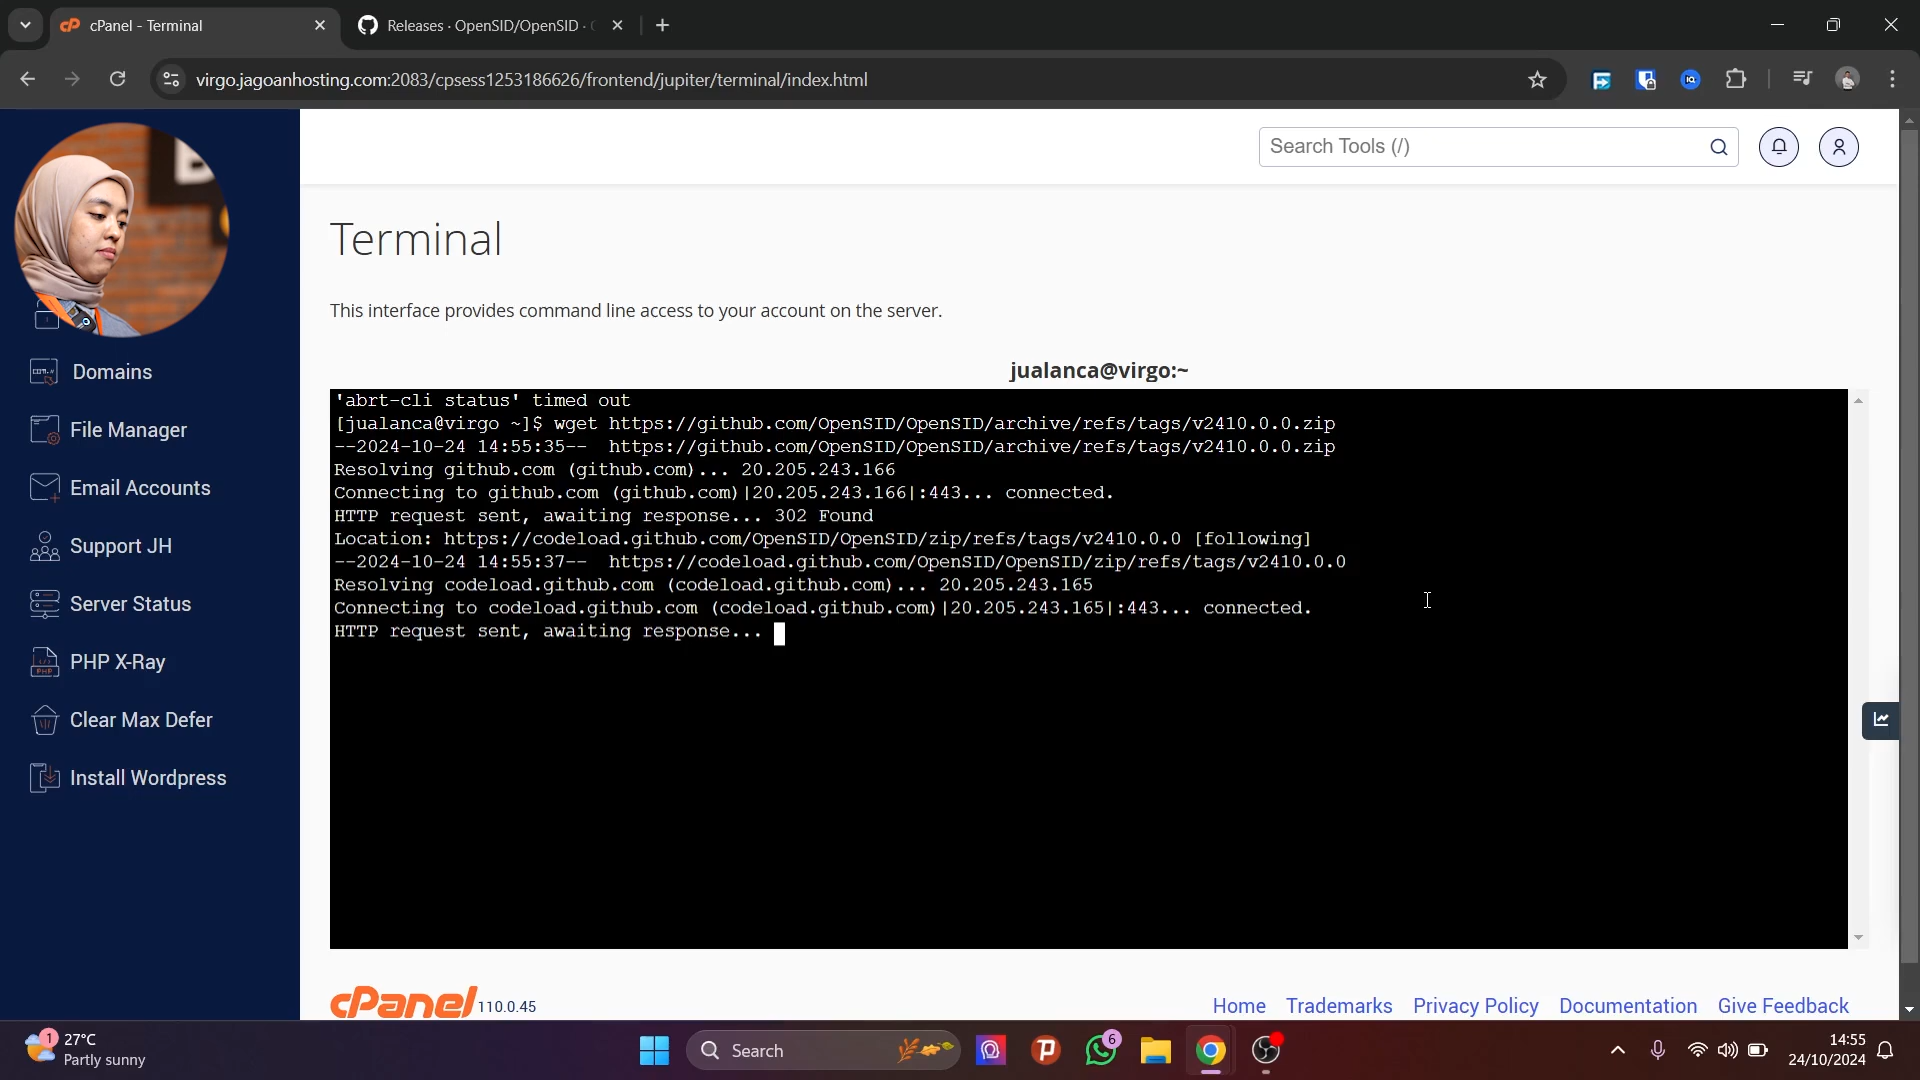 cPanel - Terminal
Releases · OpenSID/OpenSID ·
virgo.jagoanhosting.com:2083/cpsess1253186626/frontend/jupiter/terminal/index.html
Search Tools (/)
Terminal
This interface provides command line access to your account on the server.
Domains
File Manager
Email Accounts
Support JH
Server Status
PHP X-Ray
Clear Max Defer
Install Wordpress
jualanca@virgo:~
'abrt-cli status' timed out
[jualanca@virgo ~]$ wget https://github.com/OpenSID/OpenSID/archive/refs/tags/v2410.0.0.zip
--2024-10-24 14:55:35--  https://github.com/OpenSID/OpenSID/archive/refs/tags/v2410.0.0.zip
Resolving github.com (github.com)... 20.205.243.166
Connecting to github.com (github.com)|20.205.243.166|:443... connected.
HTTP request sent, awaiting response... 302 Found
Location: https://codeload.github.com/OpenSID/OpenSID/zip/refs/tags/v2410.0.0 [following]
--2024-10-24 14:55:37--  https://codeload.github.com/OpenSID/OpenSID/zip/refs/tags/v2410.0.0
Resolving codeload.github.com (codeload.github.com)... 20.205.243.165
Connecting to codeload.github.com (codeload.github.com)|20.205.243.165|:443... connected.
HTTP request sent, awaiting response...
cPanel 110.0.45
Home Trademarks Privacy Policy Documentation Give Feedback
1
27°C
Partly sunny
Search
6
14:55
24/10/2024